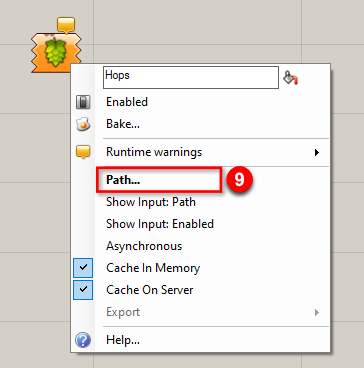 Hops
Enabled
Bake...
Runtime warnings
Path...
9
Show Input: Path
Show Input: Enabled
Asynchronous
Cache In Memory
Cache On Server
Export
Help...